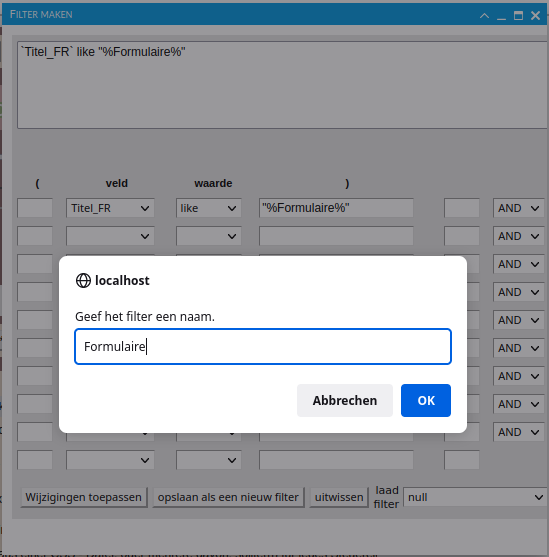 FILTER MAKEN
`Titel_FR` like "%Formulaire%"
( veld waarde )
Titel_FR like "%Formulaire%" AND
AND
AND
AND
AND
AND
AND
AND
AND
localhost
Geef het filter een naam.
Formulaire
Abbrechen OK
Wijzigingen toepassen opslaan als een nieuw filter uitwissen laad filter null